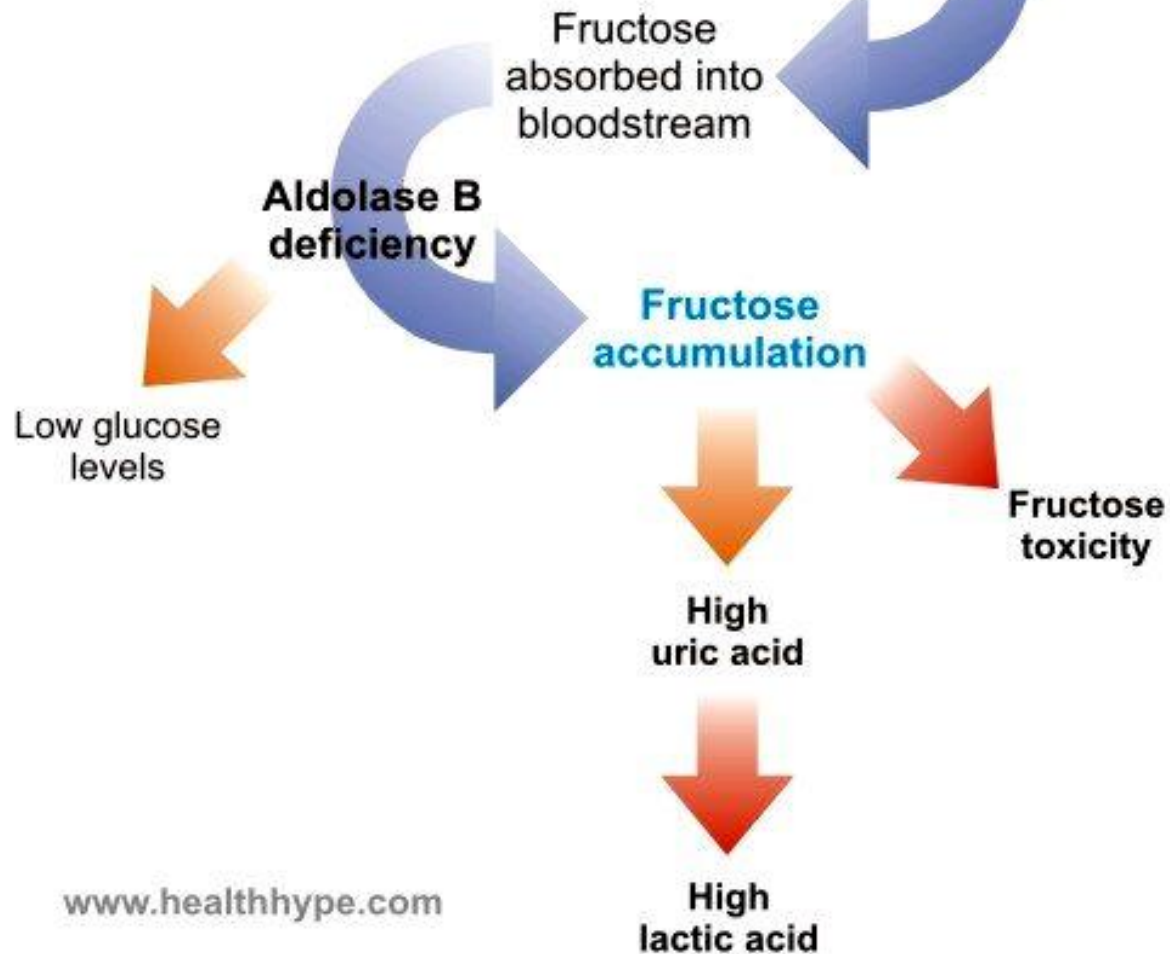 Fructose
absorbed into
bloodstream
Aldolase B
deficiency
Fructose
accumulation
Low glucose
levels
Fructose
toxicity
High
uric acid
High
lactic acid
www.healthhype.com